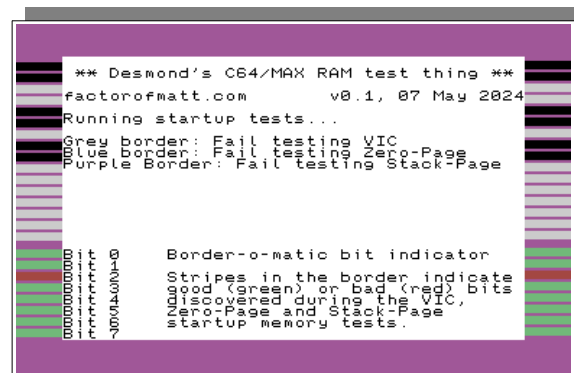 ** Desmond's C64/MAX RAM test thing **
factorofmatt.com v0.1, 07 May 2024
Running startup tests...
Grey border: Fail testing VIC
Blue border: Fail testing Zero-Page
Purple Border: Fail testing Stack-Page
Bit 0 Border-o-matic bit indicator
Bit 1
Bit 2 Stripes in the border indicate
Bit 3 good (green) or bad (red) bits
Bit 4 discovered during the VIC,
Bit 5 Zero-Page and Stack-Page
Bit 6 startup memory tests.
Bit 7